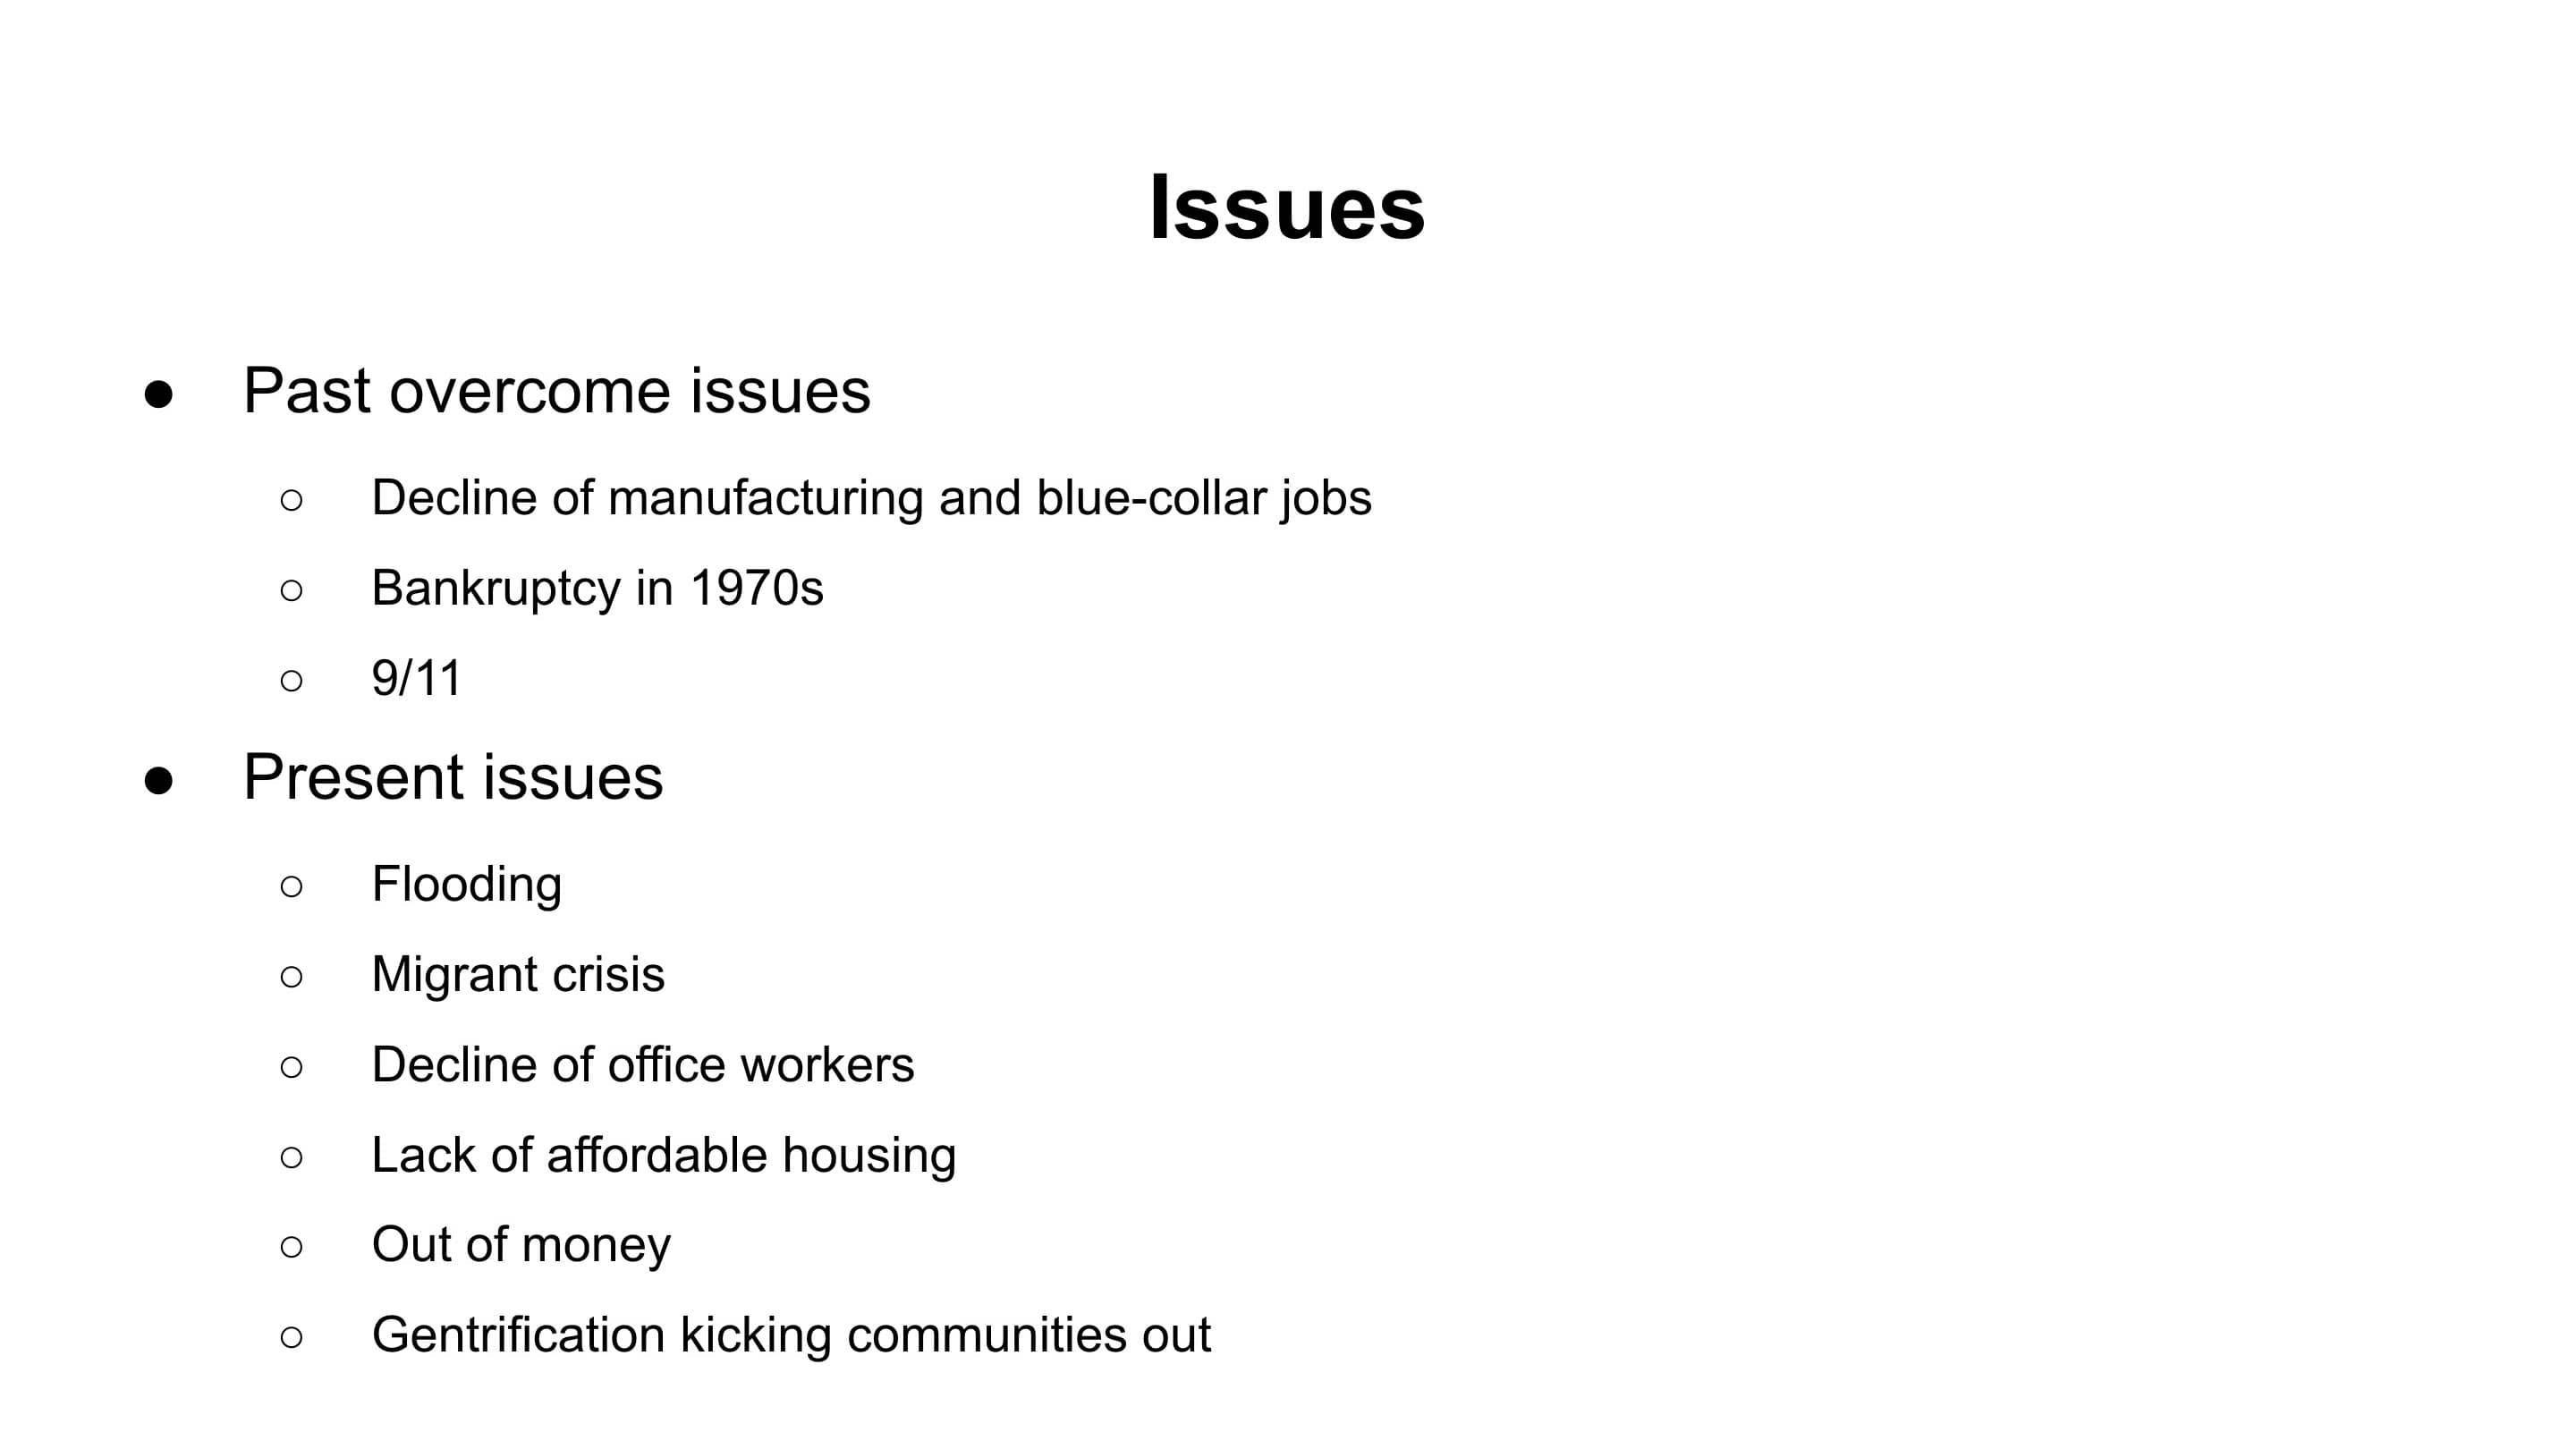 Issues
● Past overcome issues
○ Decline of manufacturing and blue-collar jobs
○ Bankruptcy in 1970s
○ 9/11
● Present issues
○ Flooding
○ Migrant crisis
○ Decline of office workers
○ Lack of affordable housing
○ Out of money
○ Gentrification kicking communities out